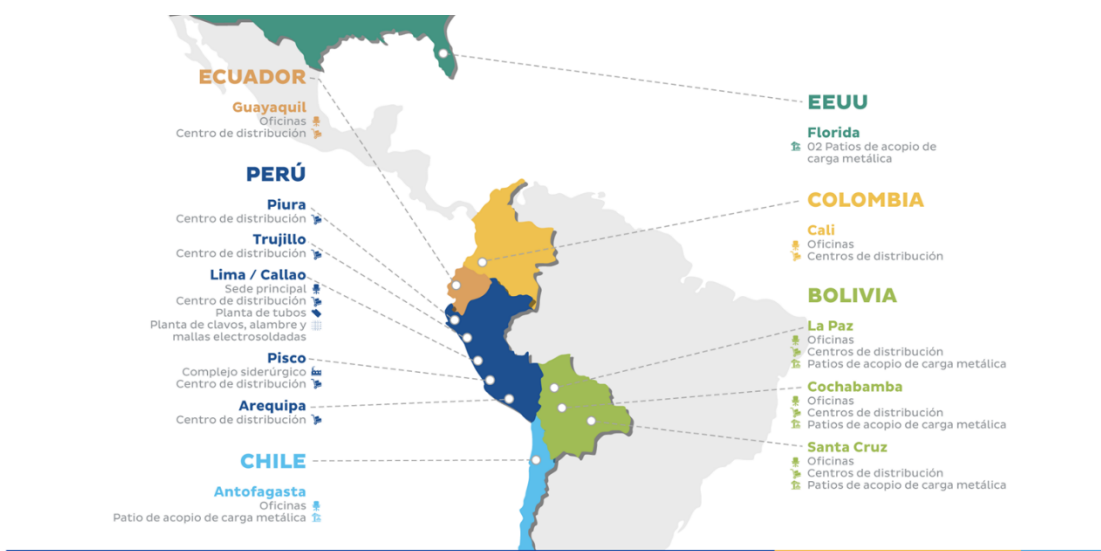 ECUADOR
Guayaquil
Oficinas
Centro de distribución
PERÚ
Piura
Centro de distribución
Trujillo
Centro de distribución
Lima / Callao
Sede principal
Centro de distribución
Planta de tubos
Planta de clavos, alambre y
mallas electrosoldadas
Pisco
Complejo siderúrgico
Centro de distribución
Arequipa
Centro de distribución
CHILE
Antofagasta
Oficinas
Patio de acopio de carga metálica
EEUU
Florida
02 Patios de acopio de
carga metálica
COLOMBIA
Cali
Oficinas
Centros de distribución
BOLIVIA
La Paz
Oficinas
Centros de distribución
Patios de acopio de carga metálica
Cochabamba
Oficinas
Centros de distribución
Patios de acopio de carga metálica
Santa Cruz
Oficinas
Centros de distribución
Patios de acopio de carga metálica